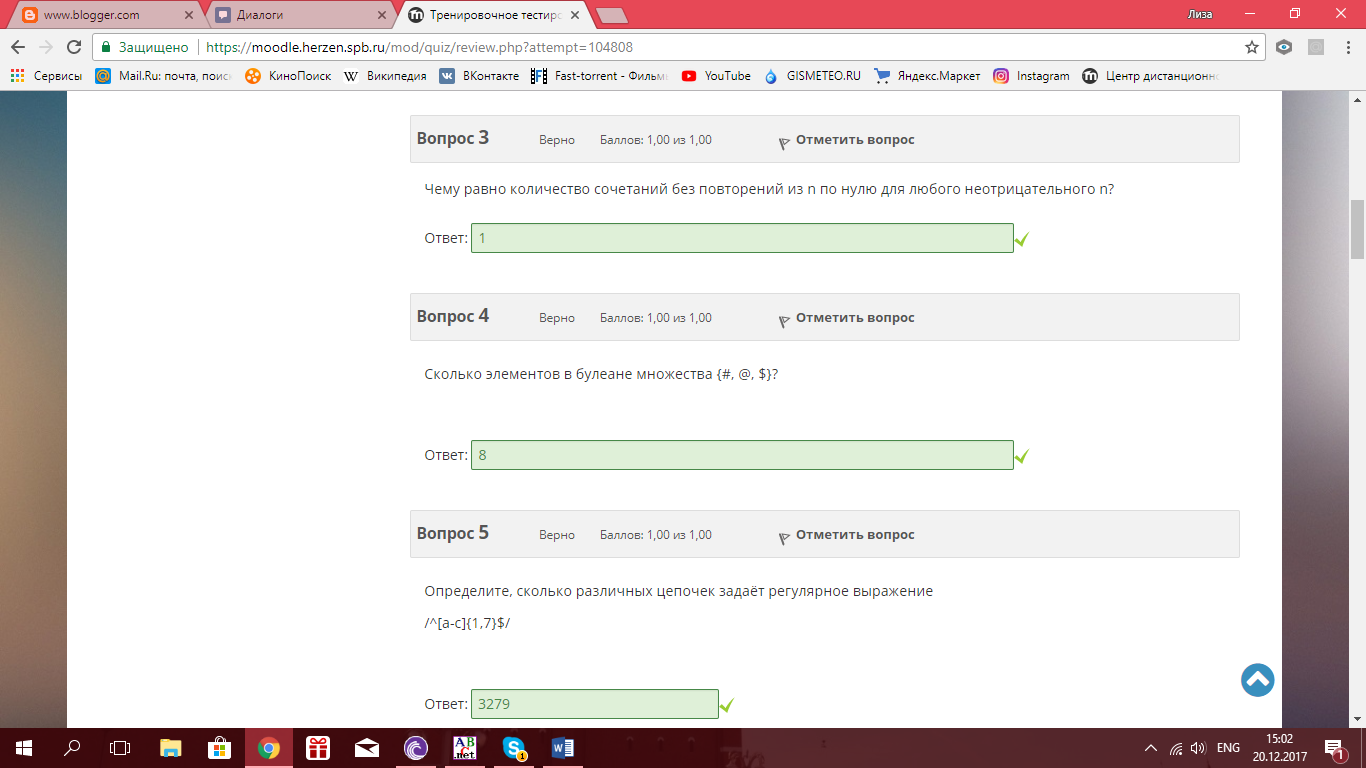 www.blogger.com
Диалоги
Тренировочное тестиро
Лиза
Защищено
https://moodle.herzen.spb.ru/mod/quiz/review.php?attempt=104808
Сервисы
Mail.Ru: почта, поиск
КиноПоиск
Википедия
ВКонтакте
Fast-torrent - Фильмы
YouTube
GISMETEO.RU
Яндекс.Маркет
Instagram
Центр дистанционн
Вопрос 3 Верно Баллов: 1,00 из 1,00 Отметить вопрос
Чему равно количество сочетаний без повторений из n по нулю для любого неотрицательного n?
Ответ: 1
Вопрос 4 Верно Баллов: 1,00 из 1,00 Отметить вопрос
Сколько элементов в булеане множества {#, @, $}?
Ответ: 8
Вопрос 5 Верно Баллов: 1,00 из 1,00 Отметить вопрос
Определите, сколько различных цепочек задаёт регулярное выражение
/^[a-c]{1,7}$/
Ответ: 3279
ENG
15:02
20.12.2017